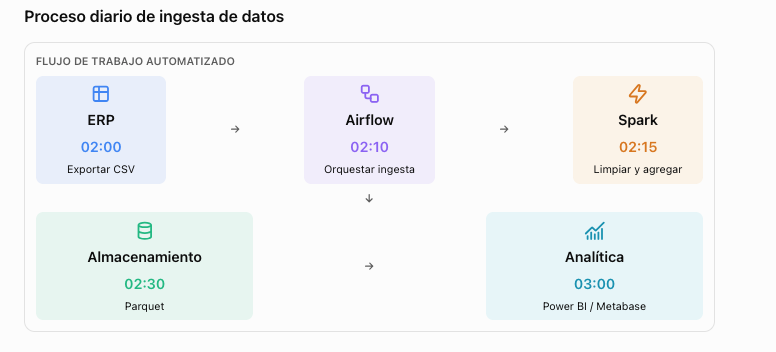 Proceso diario de ingesta de datos
FLUJO DE TRABAJO AUTOMATIZADO
ERP
02:00
Exportar CSV
→
Airflow
02:10
Orquestar ingesta
→
Spark
02:15
Limpiar y agregar
↓
Almacenamiento
02:30
Parquet
→
Analítica
03:00
Power BI / Metabase